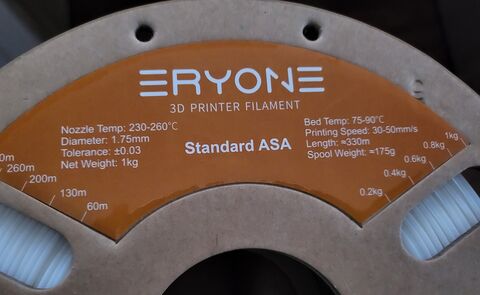 ERYONE
3D PRINTER FILAMENT
Nozzle Temp: 230-260℃
Diameter: 1.75mm
Tolerance: ±0.03
Net Weight: 1kg
Standard ASA
Bed Temp: 75-90℃
Printing Speed: 30-50mm/s
Length: ≈330m
Spool Weight: ≈175g
260m
200m
130m
60m
1kg
0.8kg
0.6kg
0.4kg
0.2kg